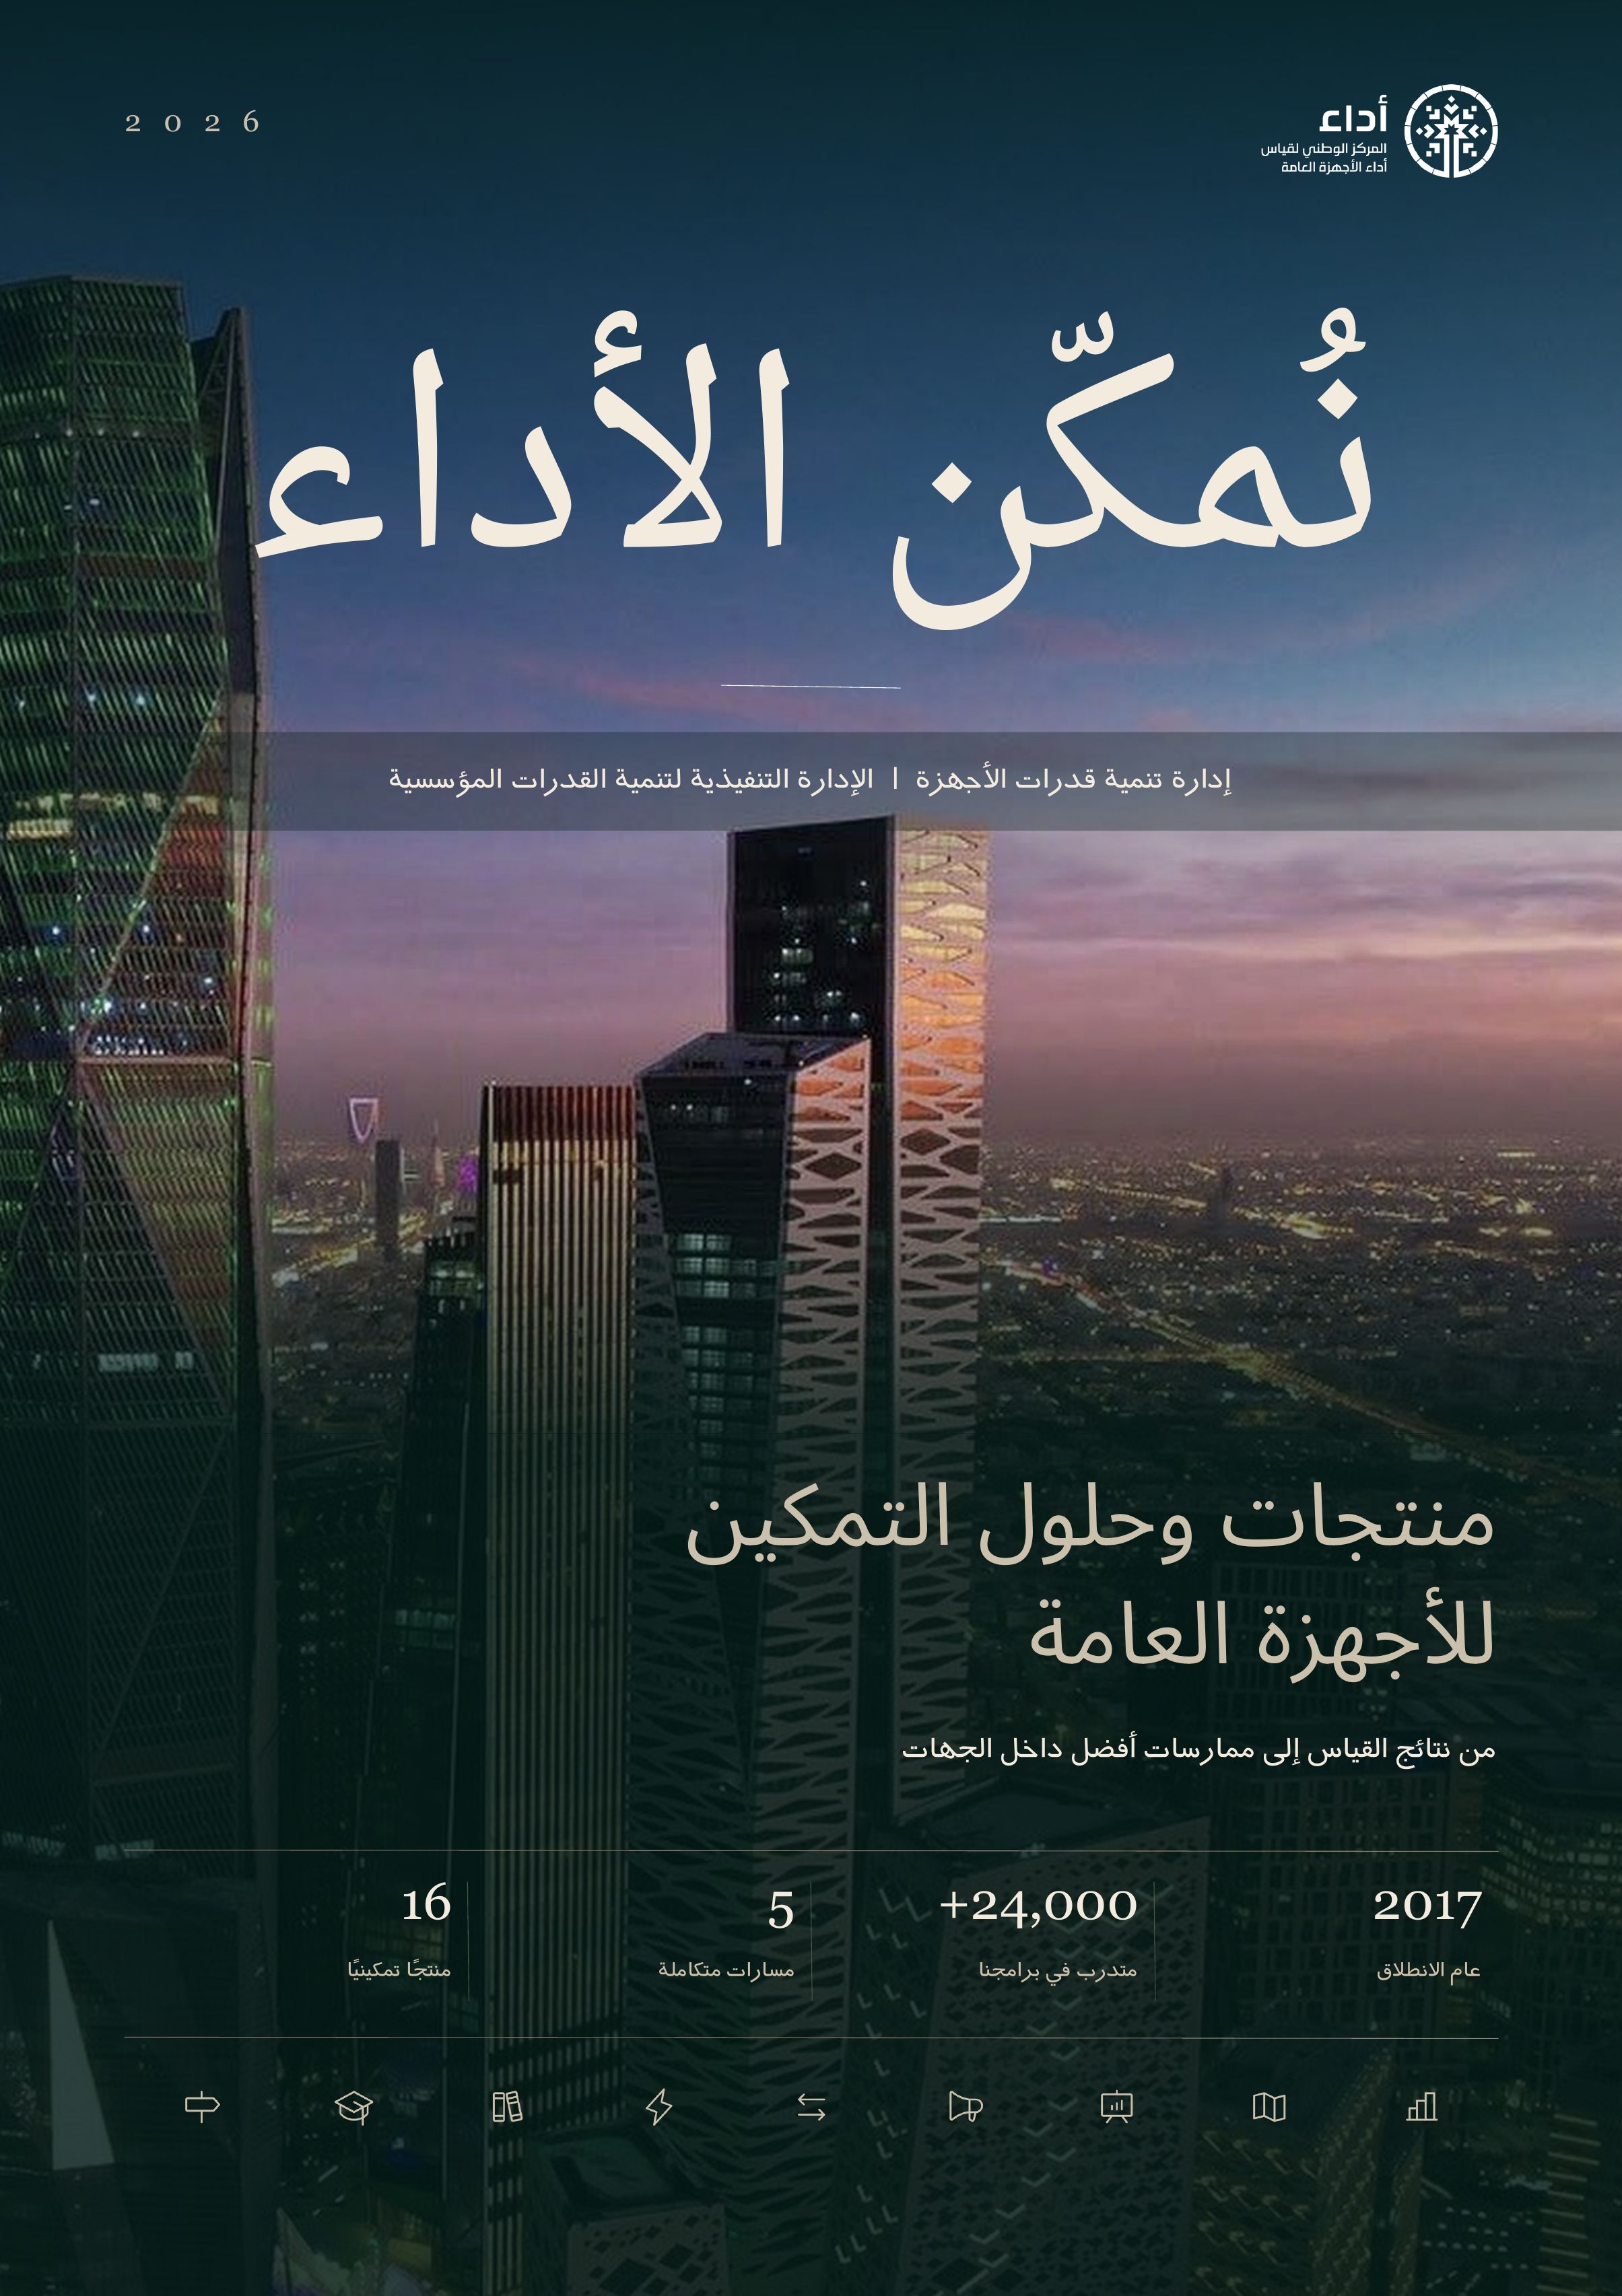 أداء
المركز الوطني لقياس
أداء الأجهزة العامة
2026
نُمكّن الأداء
إدارة تنمية قدرات الأجهزة | الإدارة التنفيذية لتنمية القدرات المؤسسية
منتجات وحلول التمكين
للأجهزة العامة
من نتائج القياس إلى ممارسات أفضل داخل الجهات
2017
عام الانطلاق
+24,000
متدرب في برامجنا
5
مسارات متكاملة
16
منتجًا تمكينيًا